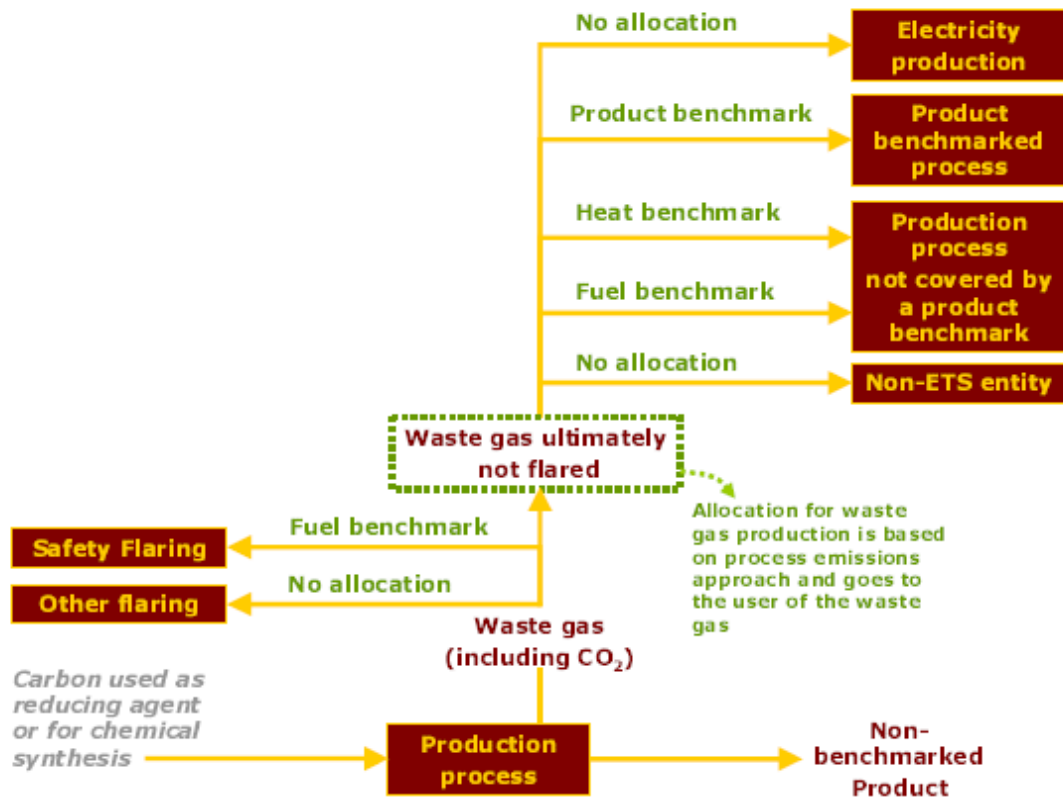 No allocation
Electricity
production
Product benchmark
Product
benchmarked
process
Heat benchmark
Production
process
not covered by
a product
benchmark
Fuel benchmark
No allocation
Non-ETS entity
Waste gas ultimately
not flared
Allocation for waste
gas production is based
on process emissions
approach and goes to
the user of the waste
gas
Fuel benchmark
Safety Flaring
No allocation
Other flaring
Waste gas
(including CO₂)
Carbon used as
reducing agent
or for chemical
synthesis
Production
process
Non-
benchmarked
Product